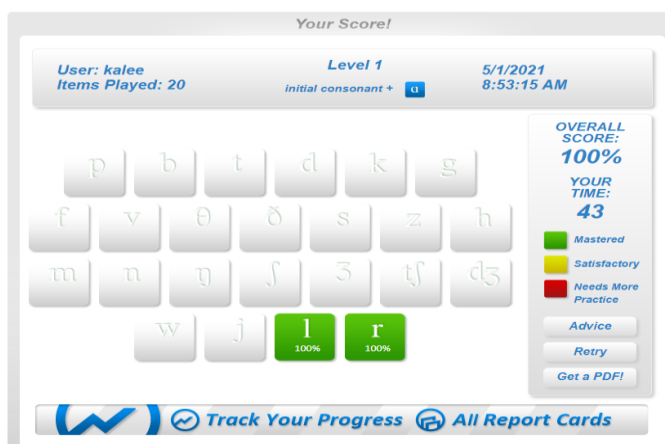 Your Score!
User: kalee
Items Played: 20
Level 1
initial consonant + ɑ
5/1/2021
8:53:15 AM
p b t d k g
f v θ ð s z h
m n ŋ ʃ ʒ tʃ dʒ
w j l r
100% 100%
OVERALL
SCORE:
100%
YOUR
TIME:
43
Mastered
Satisfactory
Needs More
Practice
Advice
Retry
Get a PDF!
Track Your Progress All Report Cards